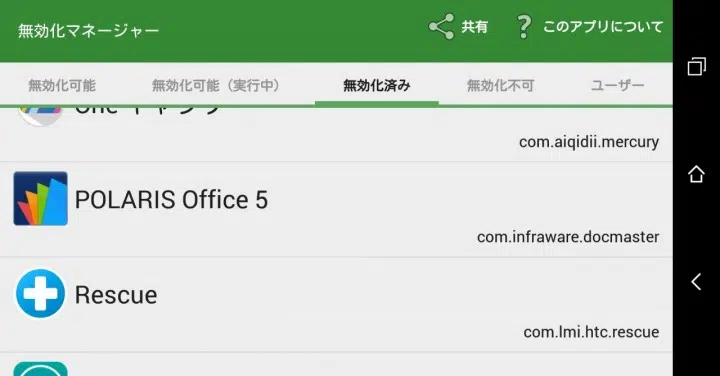 無効化マネージャー
共有
?
このアプリについて
無効化可能
無効化可能（実行中）
無効化済み
無効化不可
ユーザー
com.aiqidii.mercury
POLARIS Office 5
com.infraware.docmaster
Rescue
com.lmi.htc.rescue